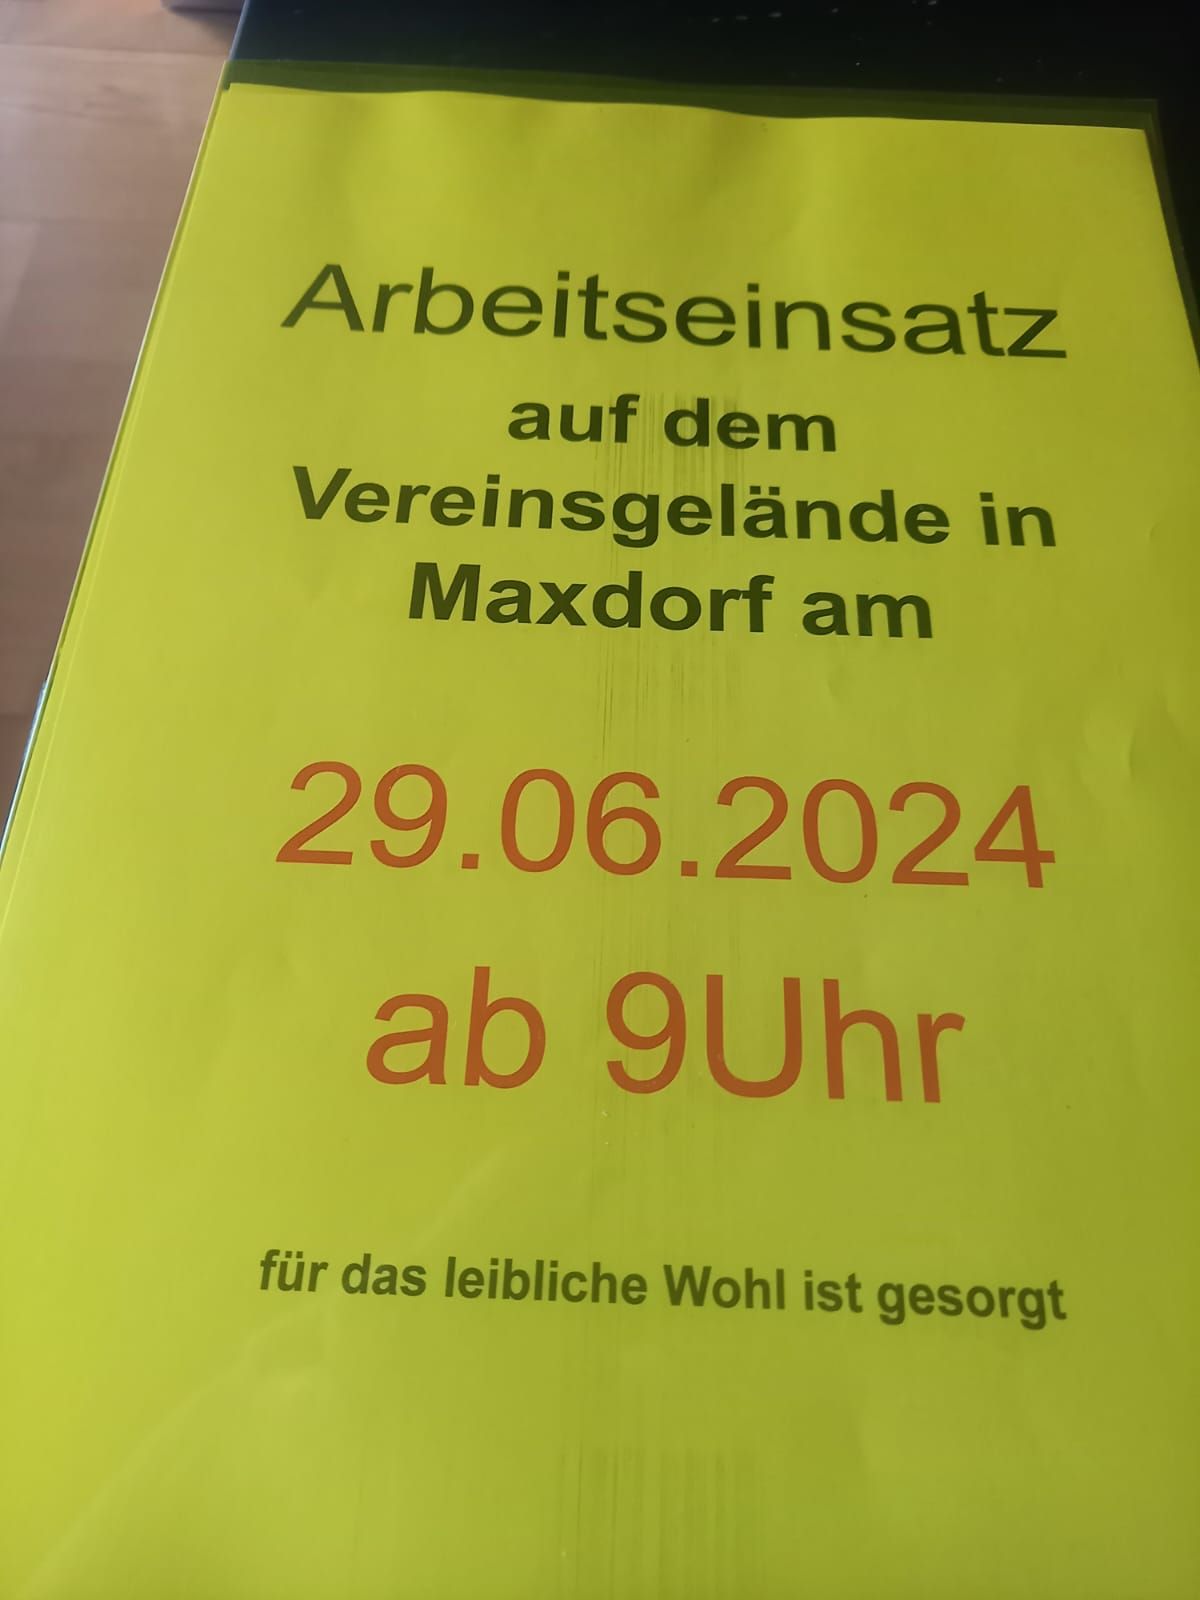 Arbeitseinsatz
auf dem
Vereinsgelände in
Maxdorf am
29.06.2024
ab 9Uhr
für das leibliche Wohl ist gesorgt